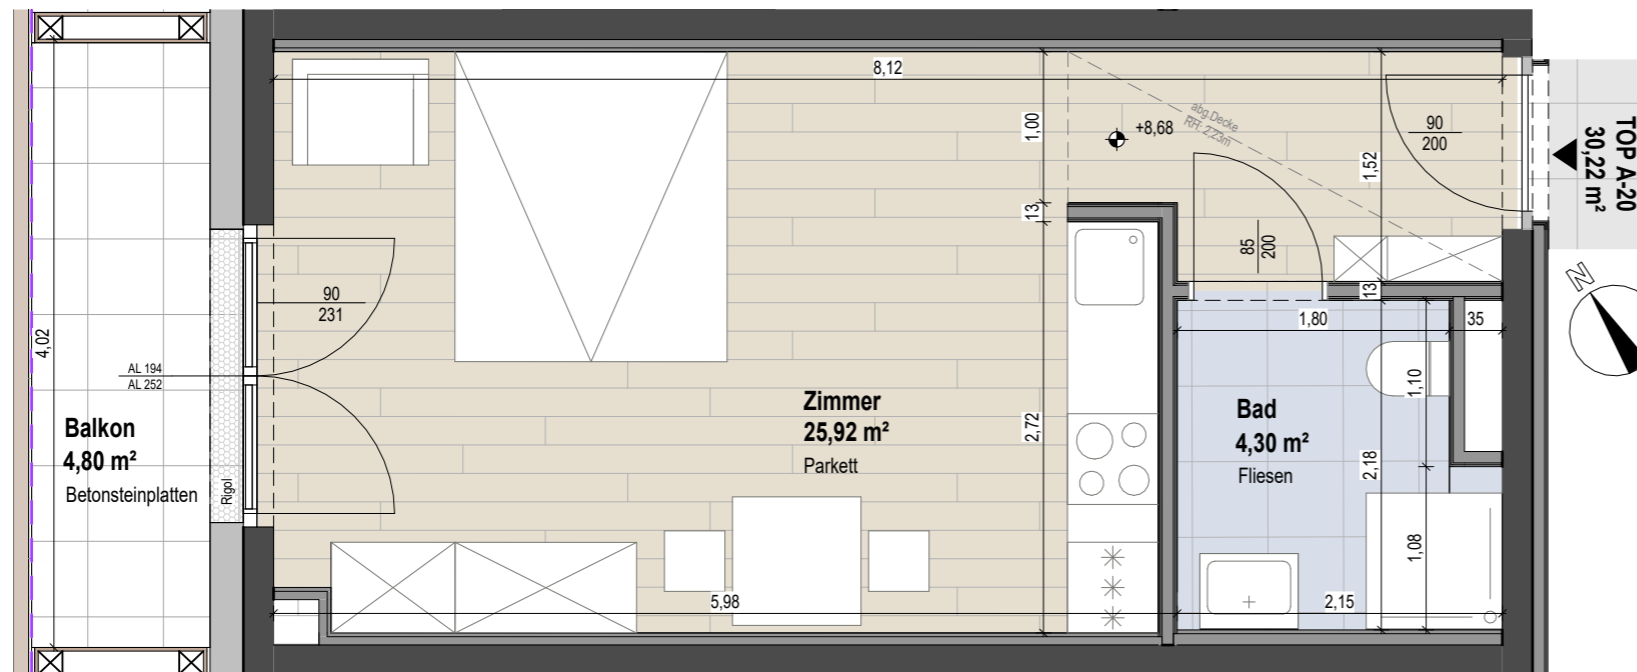 8,12
1,00
+8,68
abg.Decke
RH: 2,23m
1,52
90
200
TOP A-20
30,22 m²
N
13
85
200
13
90
231
1,80
35
4,02
AL 194
AL 252
1,10
Zimmer
25,92 m²
Parkett
2,72
Bad
4,30 m²
Fliesen
2,18
Balkon
4,80 m²
Betonsteinplatten
Rigol
1,08
5,98
2,15